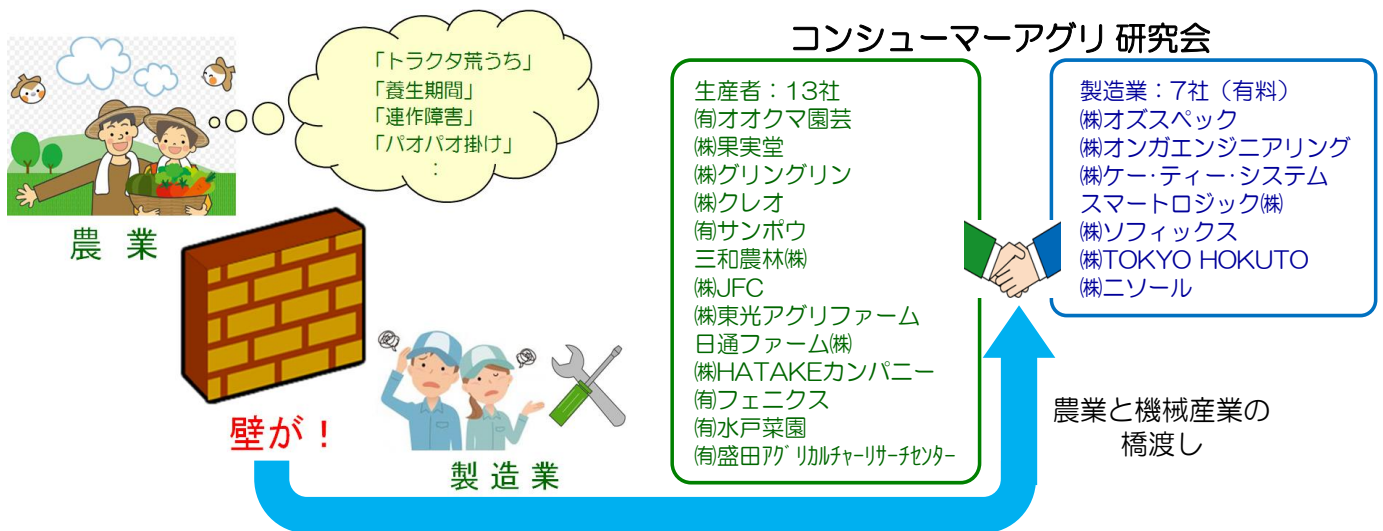 「トラクタ荒うち」
「養生期間」
「連作障害」
「パオパオ掛け」
:
農業
壁が!
製造業
コンシューマーアグリ 研究会
生産者:13社
㈲オオクマ園芸
㈱果実堂
㈱グリングリン
㈱クレオ
㈲サンポウ
三和農林㈱
㈱JFC
㈱東光アグリファーム
日通ファーム㈱
㈱HATAKEカンパニー
㈲フェニクス
㈲水戸菜園
㈲盛田アグリカルチャーリサーチセンター
製造業:7社(有料)
㈱オズスペック
㈱オンガエンジニアリング
㈱ケー・ティー・システム
スマートロジック㈱
㈱ソフィックス
㈱TOKYO HOKUTO
㈱ニソール
農業と機械産業の
橋渡し